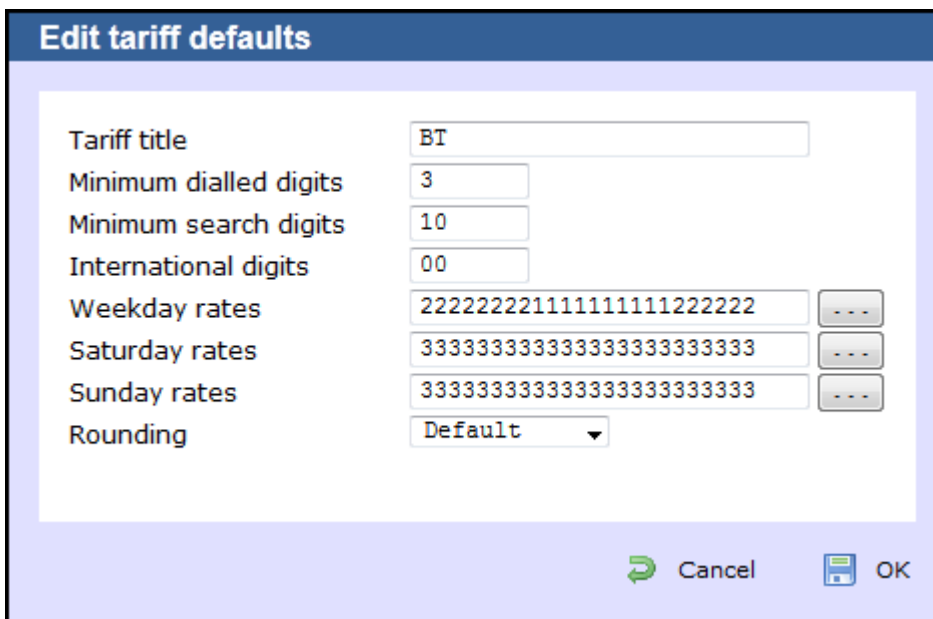 Edit tariff defaults
Tariff title BT
Minimum dialled digits 3
Minimum search digits 10
International digits 00
Weekday rates 222222221111111111222222 ...
Saturday rates 333333333333333333333333 ...
Sunday rates 333333333333333333333333 ...
Rounding Default
Cancel OK